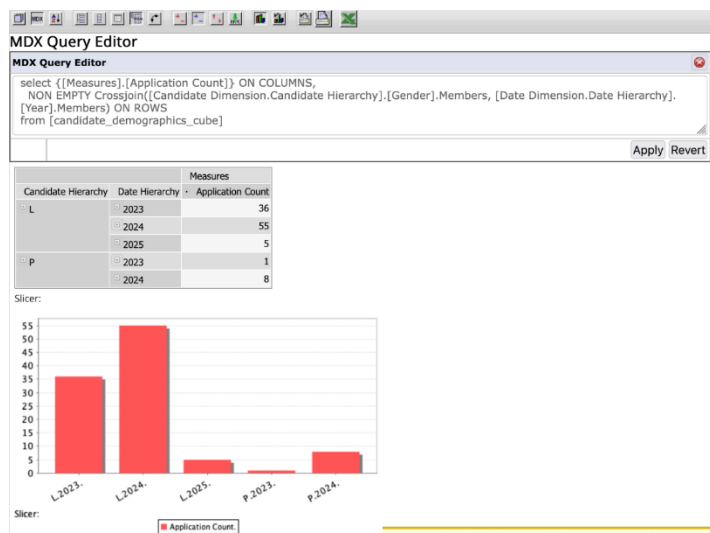 MDX Query Editor
MDX Query Editor
select {[Measures].[Application Count]} ON COLUMNS,
NON EMPTY Crossjoin([Candidate Dimension.Candidate Hierarchy].[Gender].Members, [Date Dimension.Date Hierarchy].
[Year].Members) ON ROWS
from [candidate_demographics_cube]
Apply Revert
Measures
Candidate Hierarchy Date Hierarchy Application Count
L 2023 36
2024 55
2025 5
P 2023 1
2024 8
Slicer:
55
50
45
40
35
30
25
20
15
10
5
0
L.2023. L.2024. L.2025. P.2023. P.2024.
Slicer:
Application Count.